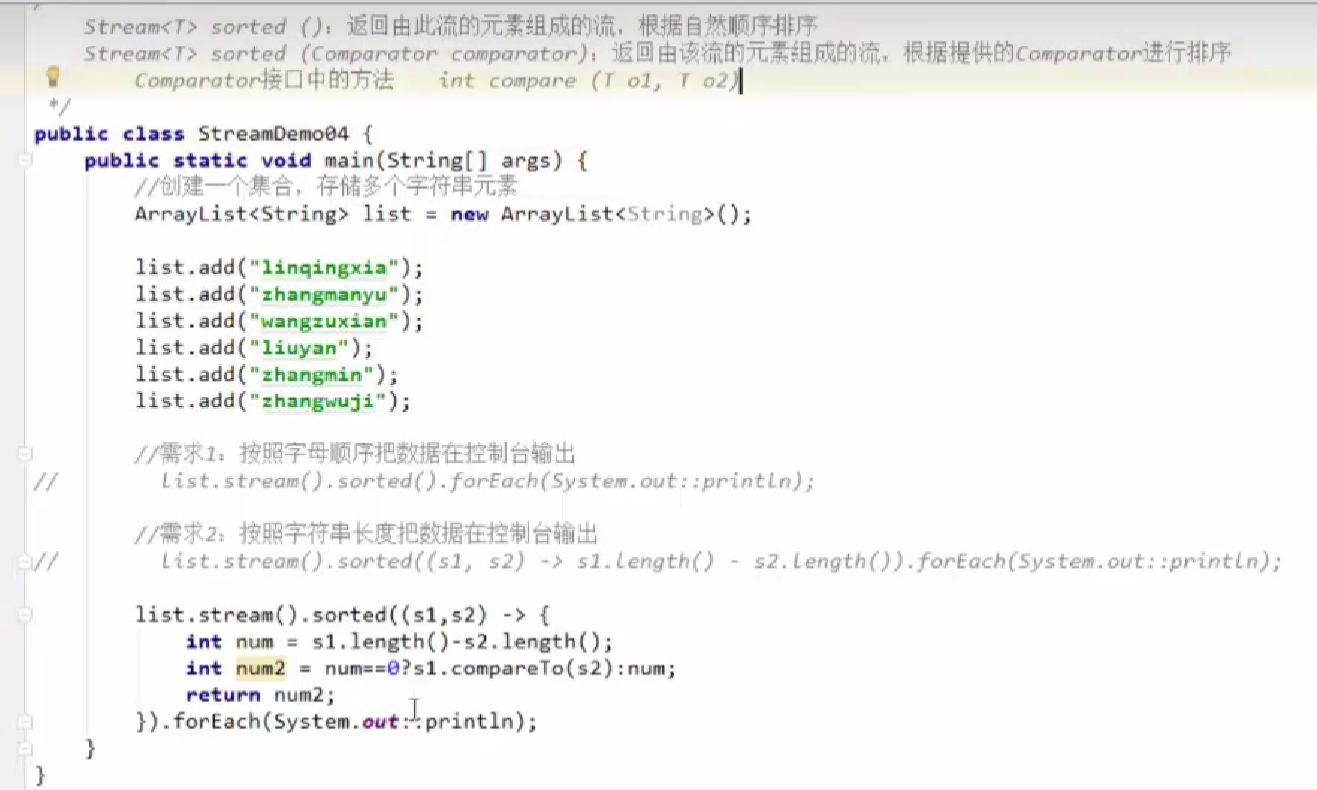 Stream<T> sorted (): 返回由此流的元素组成的流，根据自然顺序排序
Stream<T> sorted (Comparator comparator): 返回由该流的元素组成的流，根据提供的Comparator进行排序
Comparator接口中的方法 int compare (T o1, T o2)
*/
public class StreamDemo04 {
public static void main(String[] args) {
//创建一个集合，存储多个字符串元素
ArrayList<String> list = new ArrayList<String>();
list.add("linqingxia");
list.add("zhangmanyu");
list.add("wangzuxian");
list.add("liuyan");
list.add("zhangmin");
list.add("zhangwuji");
//需求1: 按照字母顺序把数据在控制台输出
// list.stream().sorted().forEach(System.out::println);
//需求2: 按照字符串长度把数据在控制台输出
// list.stream().sorted((s1, s2) -> s1.length() - s2.length()).forEach(System.out::println);
list.stream().sorted((s1,s2) -> {
int num = s1.length()-s2.length();
int num2 = num==0?s1.compareTo(s2):num;
return num2;
}).forEach(System.out::println);
}
}